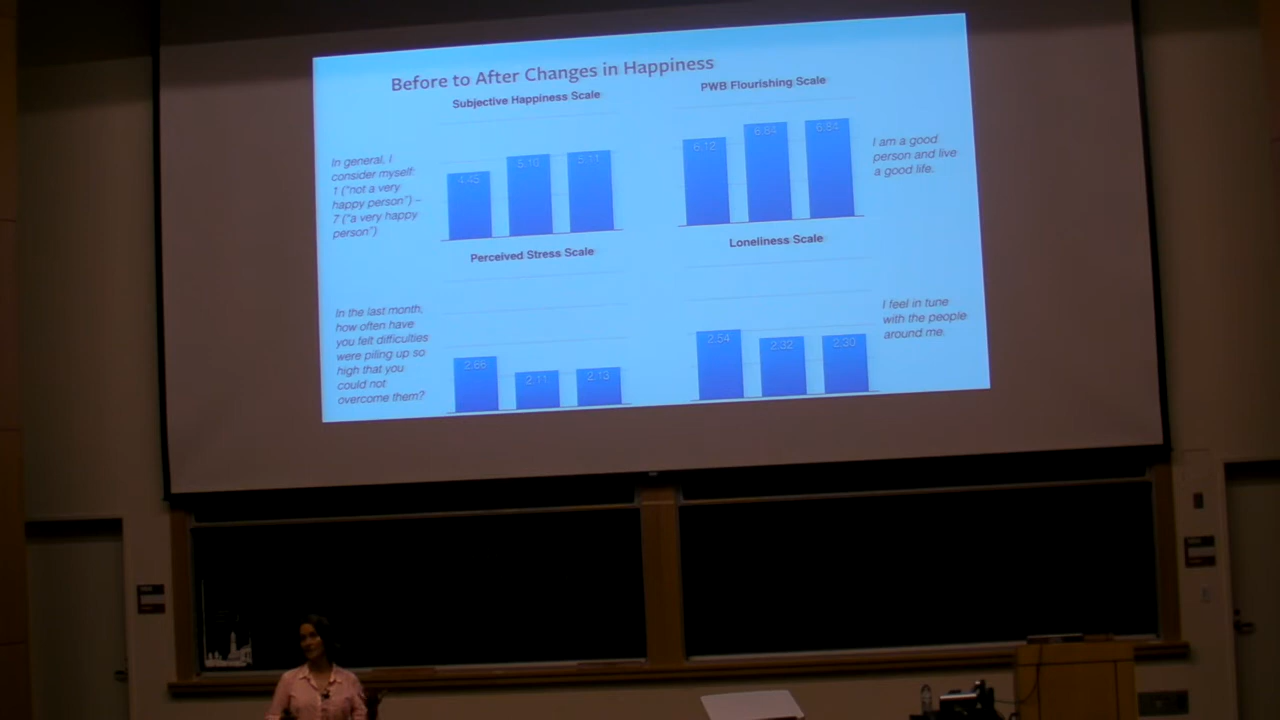 Before to After Changes in Happiness
Subjective Happiness Scale
In general, I
consider myself:
1 ("not a very
happy person") –
7 ("a very happy
person")
4.45
5.10
5.11
PWB Flourishing Scale
6.12
6.84
6.84
I am a good
person and live
a good life.
Perceived Stress Scale
In the last month,
how often have
you felt difficulties
were piling up so
high that you
could not
overcome them?
2.66
2.11
2.13
Loneliness Scale
2.54
2.32
2.30
I feel in tune
with the people
around me.